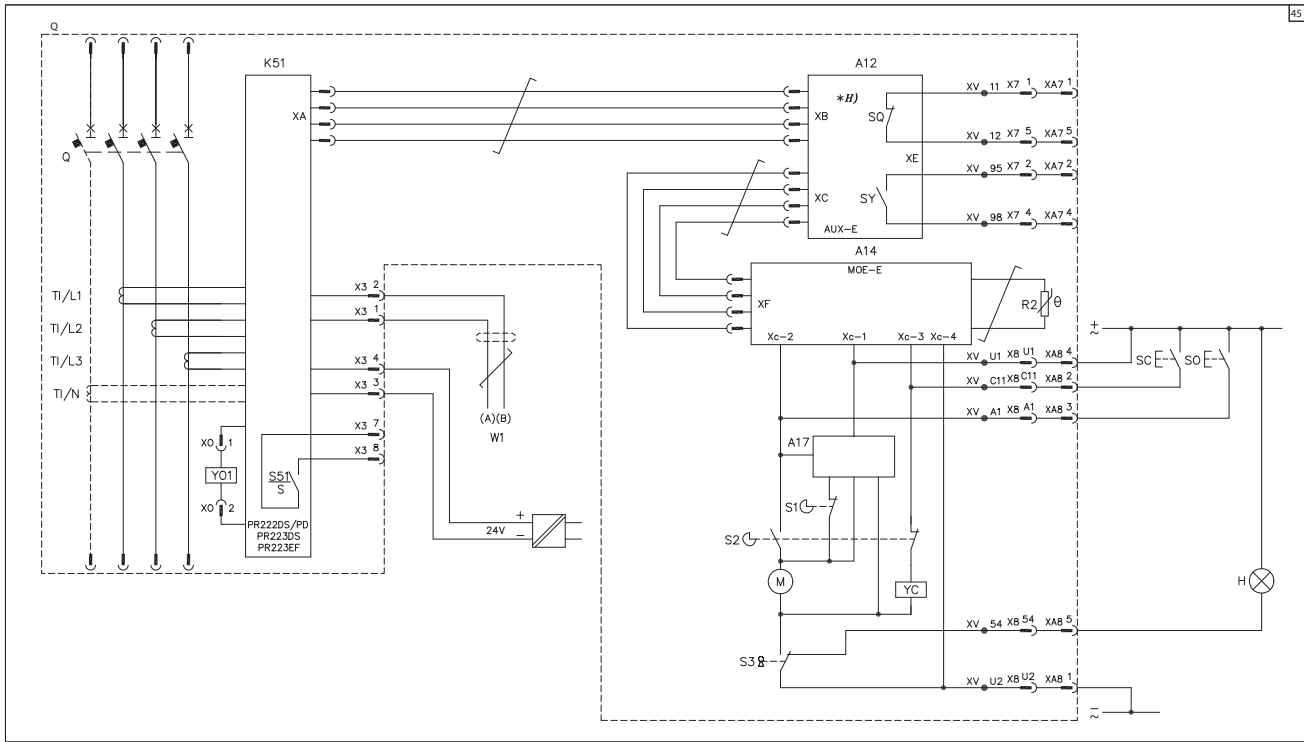 45
Q
K51
A12
*H)
XA
XB
SQ
XE
XV 11 X7 1 XA7 1
XV 12 X7 5 XA7 5
XV 95 X7 2 XA7 2
XV 98 X7 4 XA7 4
Q
XC
SY
AUX-E
A14
MOE-E
XF
R2 θ
Xc-2 Xc-1 Xc-3 Xc-4
TI/L1
TI/L2
TI/L3
TI/N
X3 2
X3 1
X3 4
X3 3
X3 7
X3 8
(A)(B)
W1
+
~
XV U1 X8 U1 XA8 4
XV C11 X8 C11 XA8 2
XV A1 X8 A1 XA8 3
SC
SO
X0 1
Y01
X0 2
S51
S
PR222DS/PD
PR223DS
PR223EF
+
24V
−
A17
S1
S2
M
YC
H
XV 54 X8 54 XA8 5
S3
XV U2 X8 U2 XA8 1
−
~